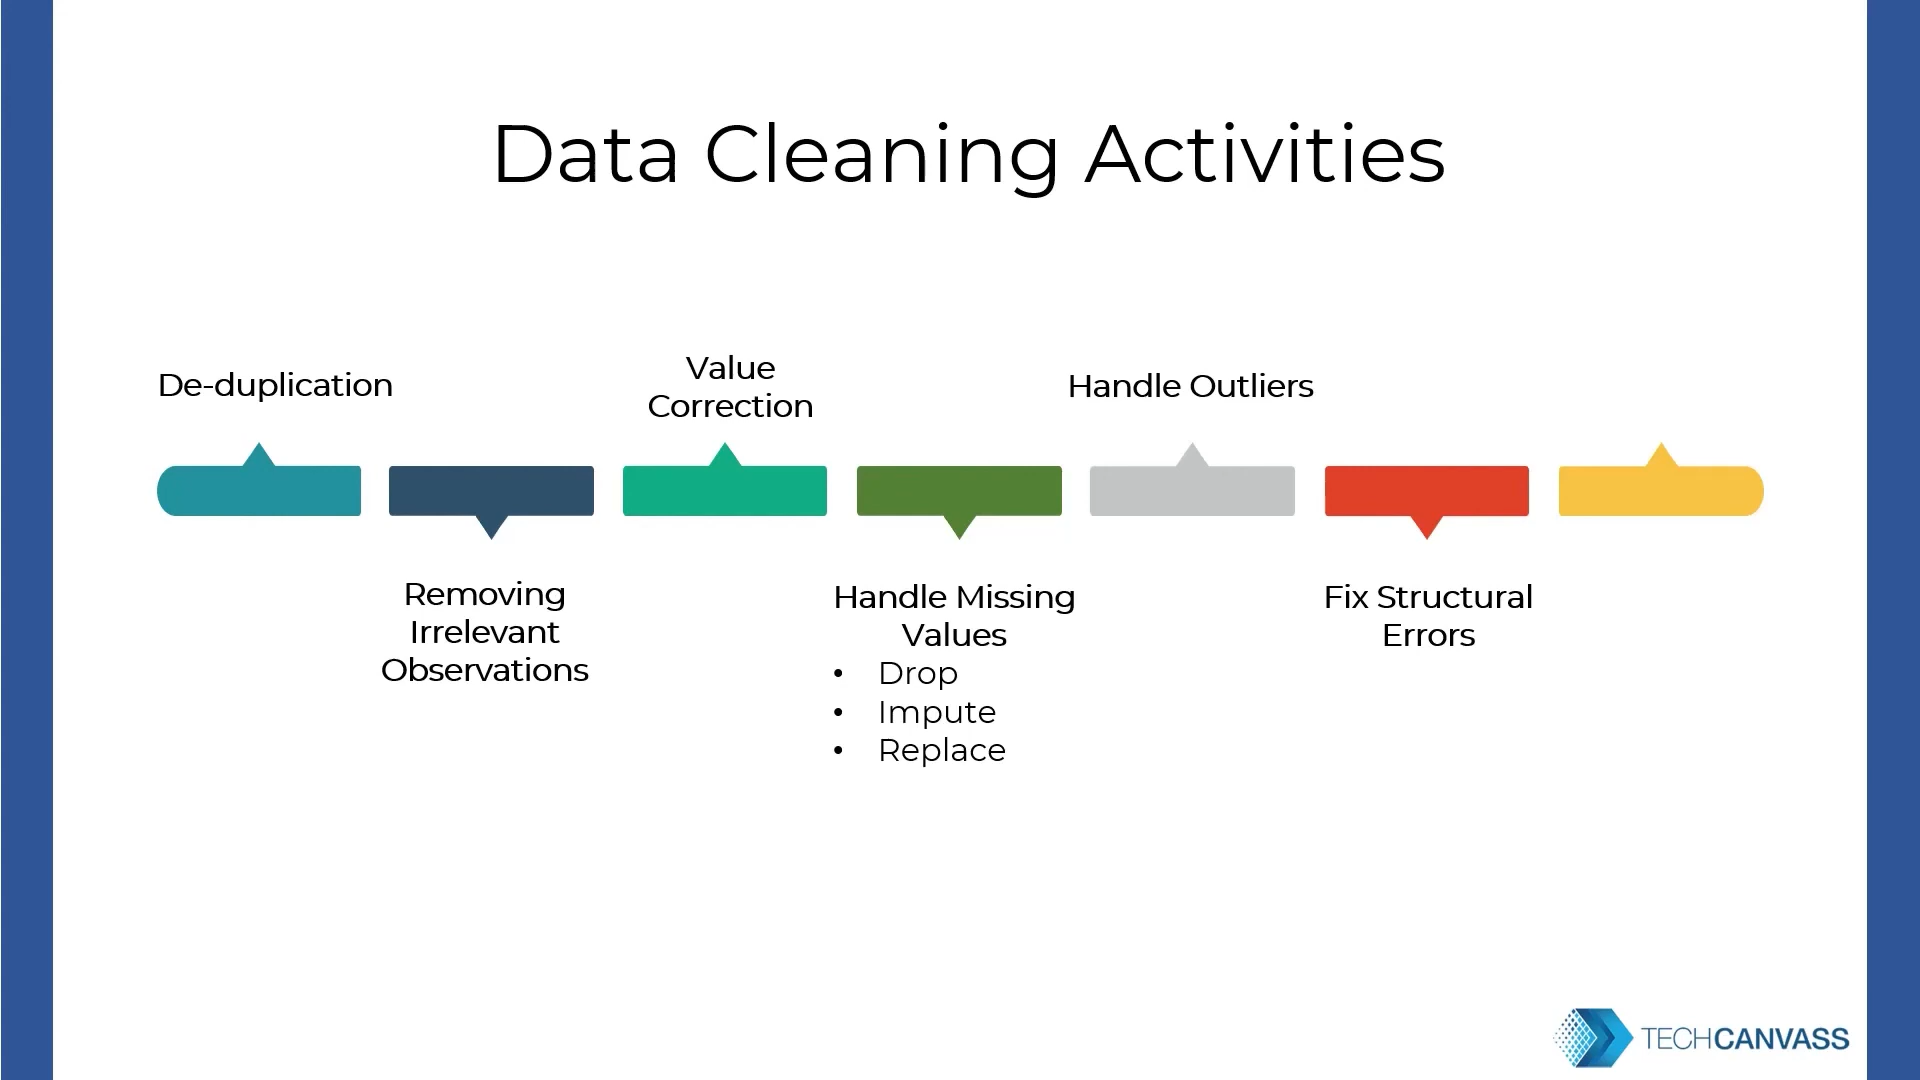 Data Cleaning Activities
De-duplication
Value
Correction
Handle Outliers
Removing
Irrelevant
Observations
Handle Missing
Values
• Drop
• Impute
• Replace
Fix Structural
Errors
TECHCANVASS